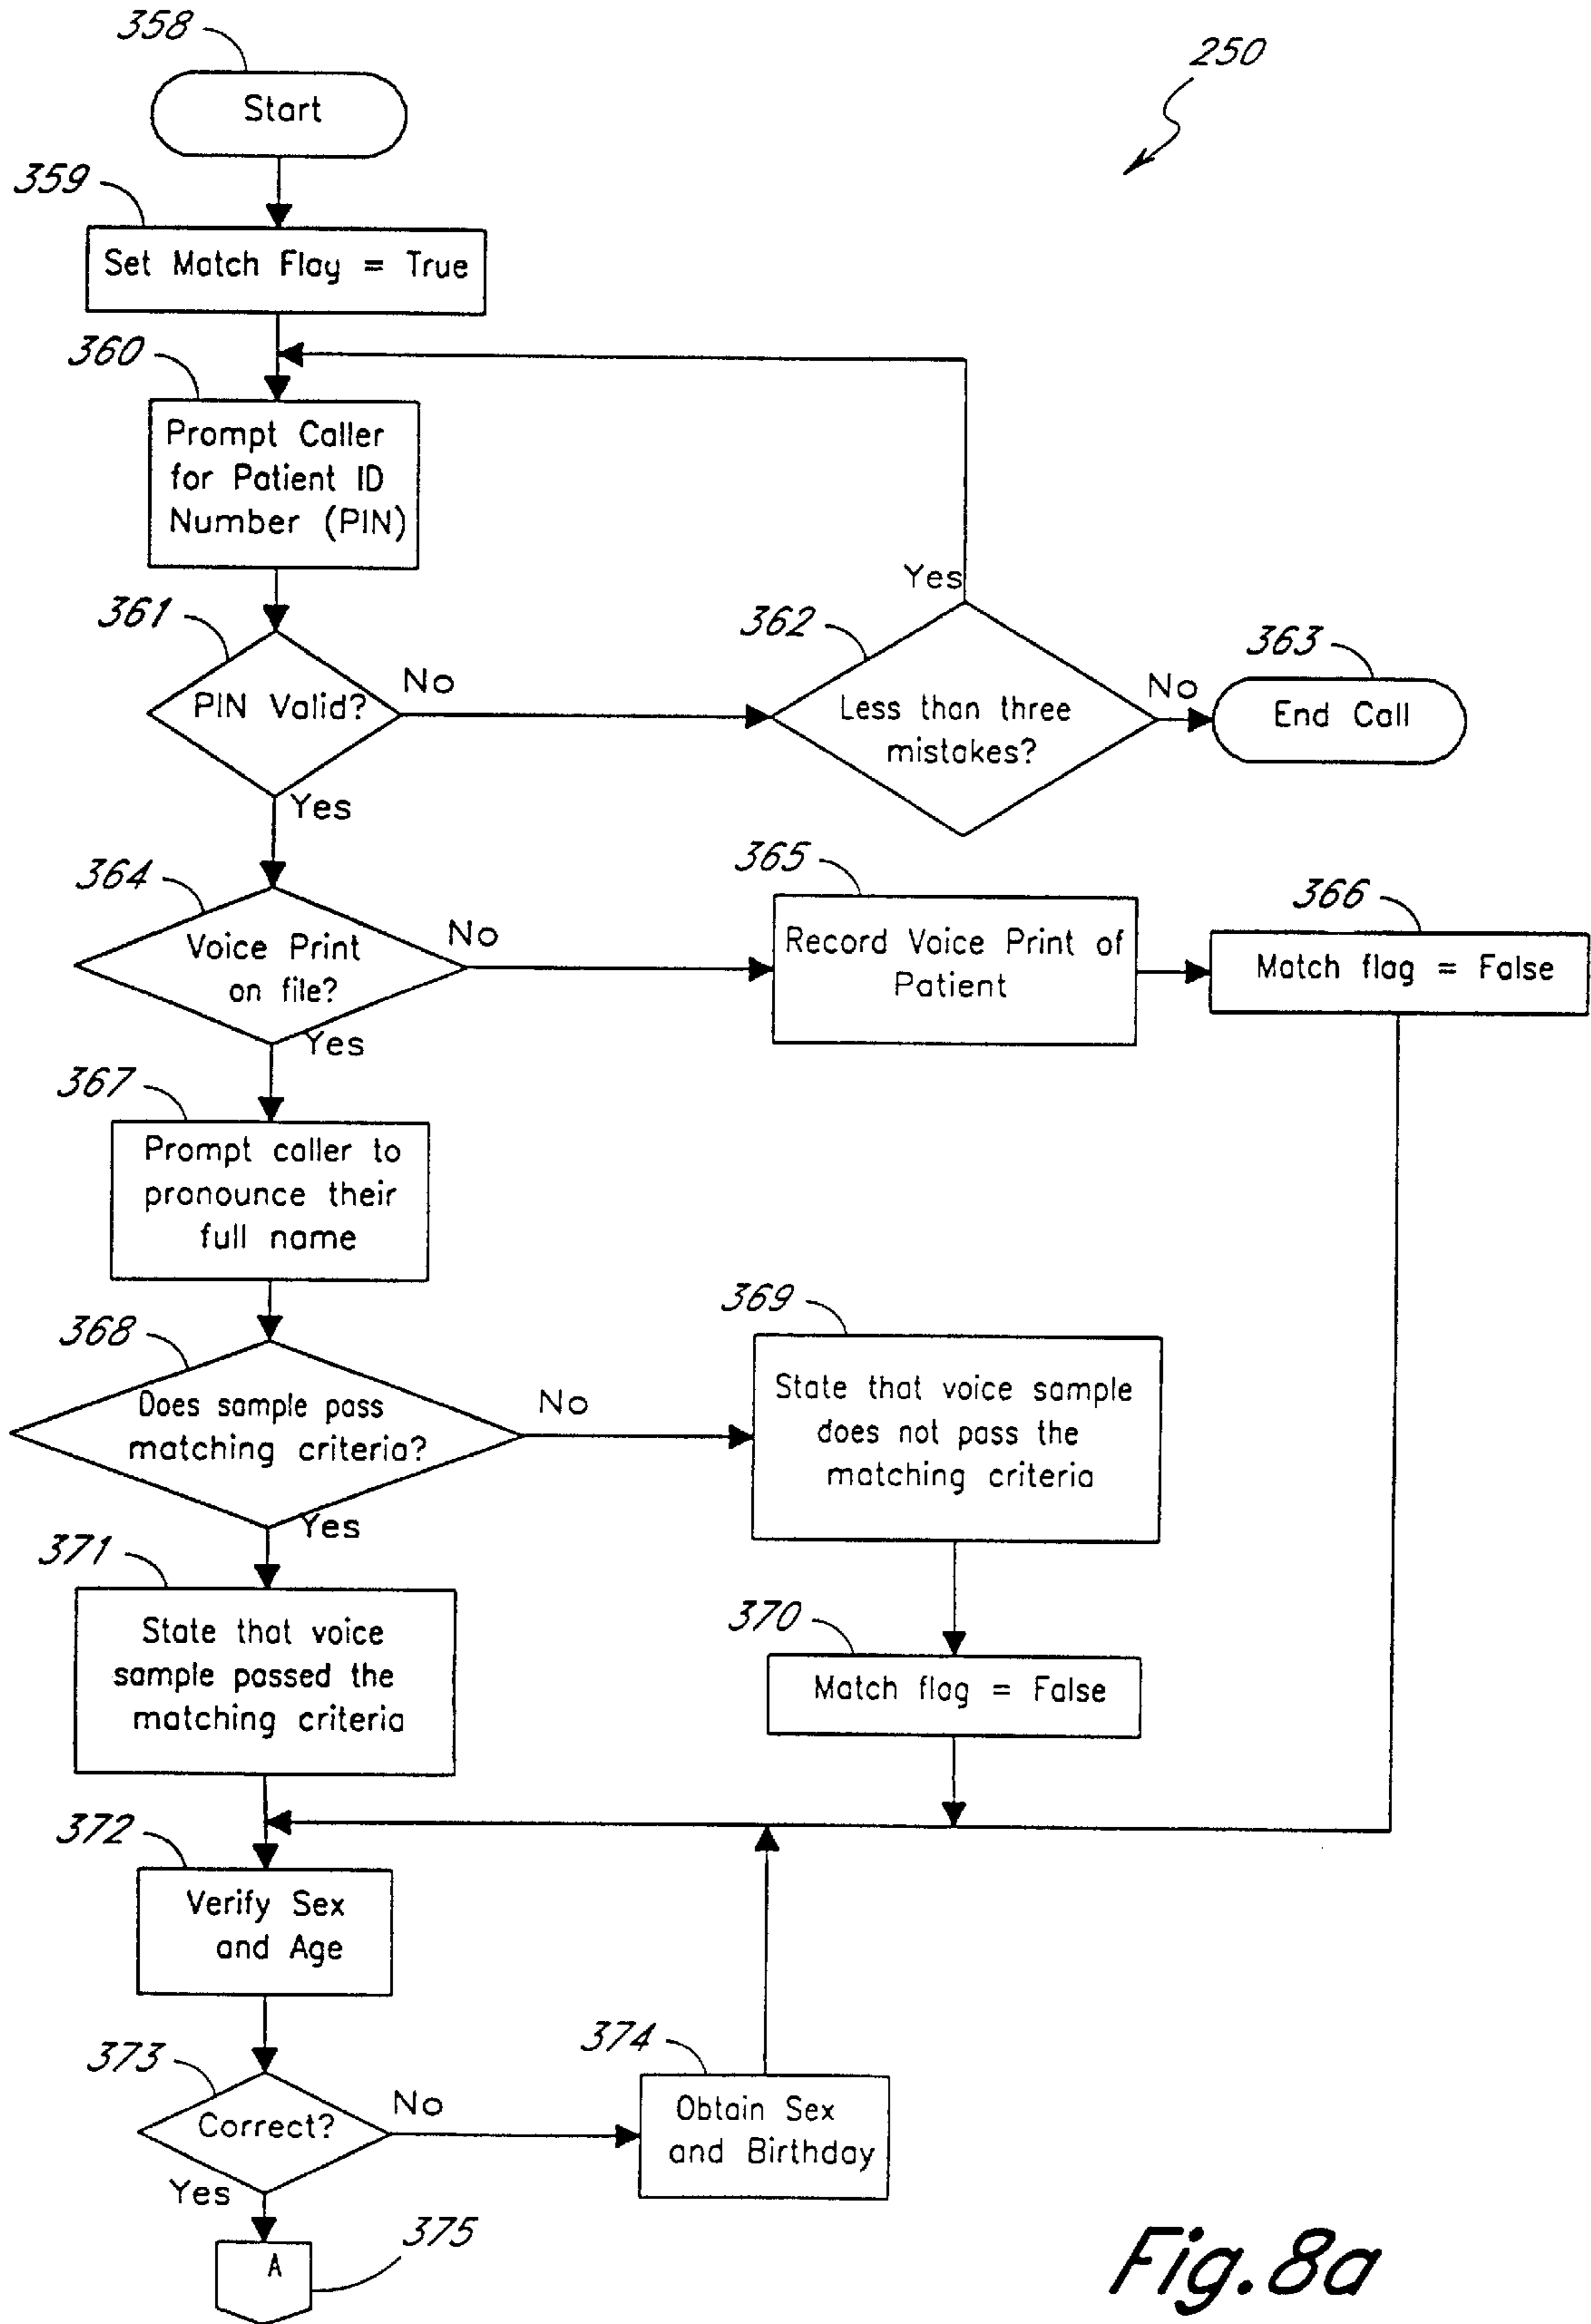 358
250
Start
359
Set Match Flag = True
360
Prompt Caller
for Patient ID
Number (PIN)
Yes
361
362
363
PIN Valid?
No
Less than three
mistakes?
No
End Call
Yes
364
365
366
Voice Print
on file?
No
Record Voice Print of
Patient
Match flag = False
Yes
367
Prompt caller to
pronounce their
full name
368
369
Does sample pass
matching criteria?
No
State that voice sample
does not pass the
matching criteria
Yes
371
370
State that voice
sample passed the
matching criteria
Match flag = False
372
Verify Sex
and Age
373
374
Correct?
No
Obtain Sex
and Birthday
Yes
375
A
Fig.8a